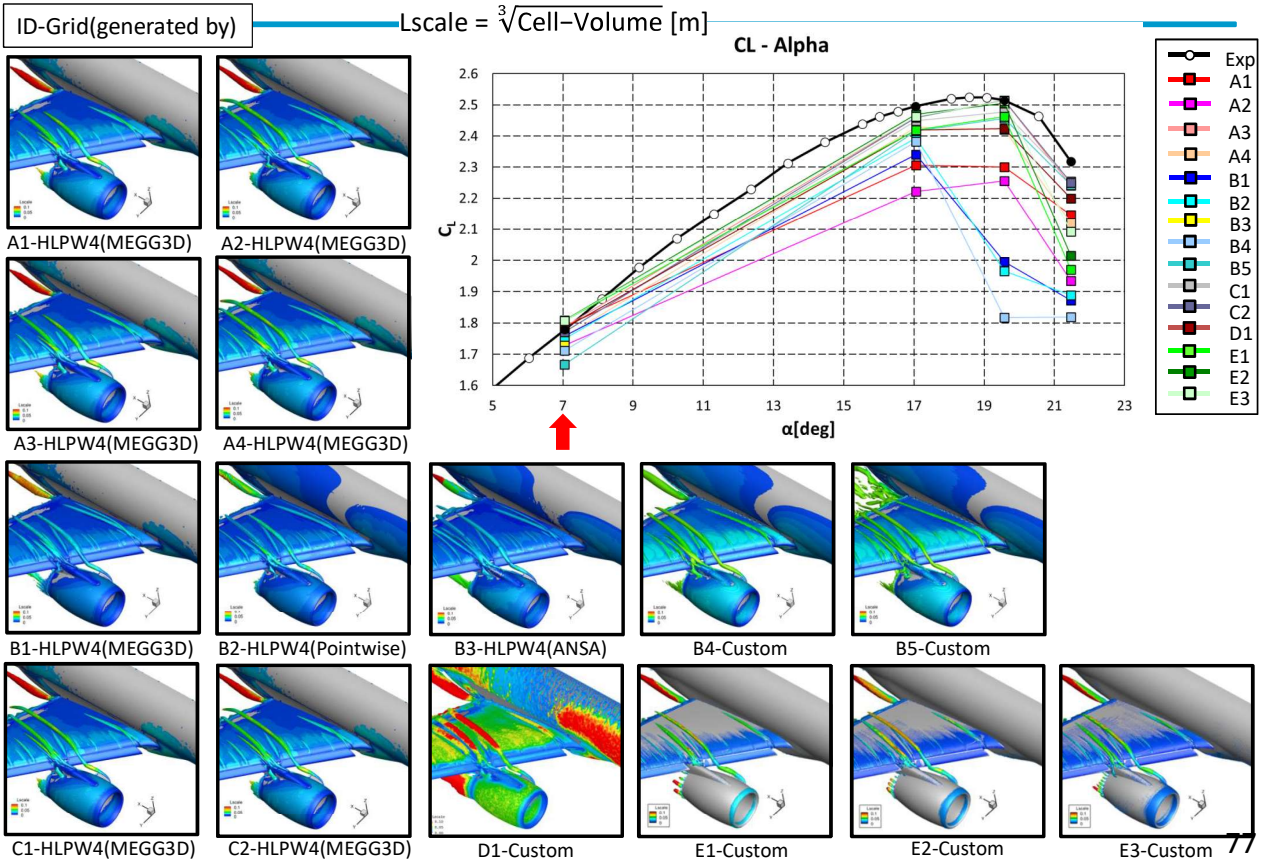 ID-Grid(generated by)
Lscale = ∛Cell−Volume [m]
CL - Alpha
2.6
2.5
2.4
2.3
2.2
2.1
2
1.9
1.8
1.7
1.6
CL
5 7 9 11 13 15 17 19 21 23
α[deg]
Exp
A1
A2
A3
A4
B1
B2
B3
B4
B5
C1
C2
D1
E1
E2
E3
A1-HLPW4(MEGG3D)
A2-HLPW4(MEGG3D)
A3-HLPW4(MEGG3D)
A4-HLPW4(MEGG3D)
B1-HLPW4(MEGG3D)
B2-HLPW4(Pointwise)
B3-HLPW4(ANSA)
B4-Custom
B5-Custom
C1-HLPW4(MEGG3D)
C2-HLPW4(MEGG3D)
D1-Custom
E1-Custom
E2-Custom
E3-Custom
77